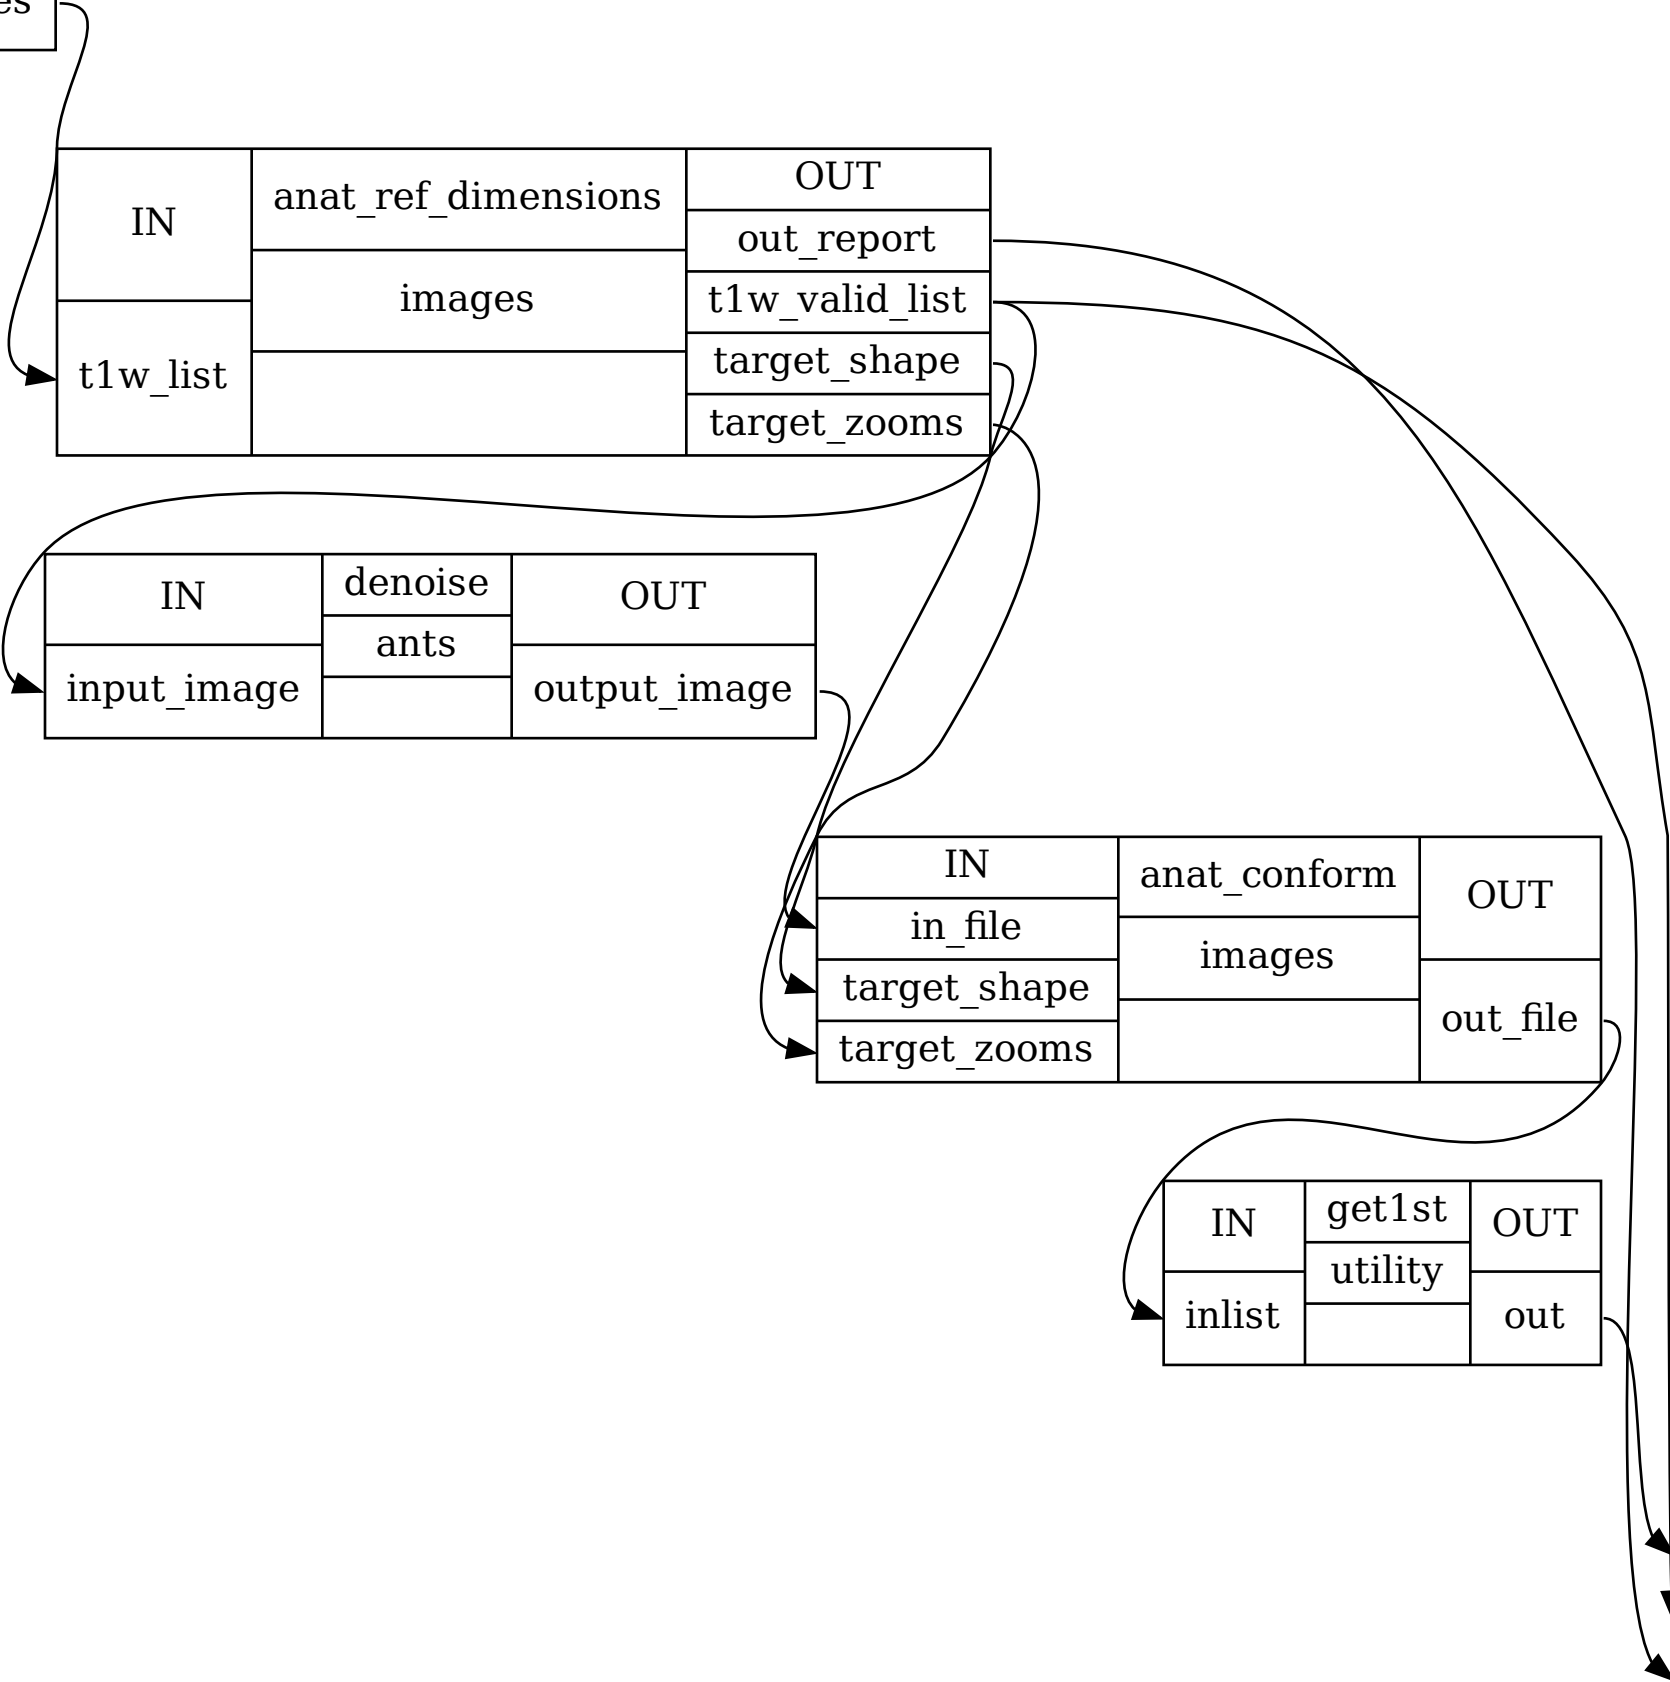 es
IN
t1w_list
anat_ref_dimensions
images
OUT
out_report
t1w_valid_list
target_shape
target_zooms
IN
input_image
denoise
ants
OUT
output_image
IN
in_file
target_shape
target_zooms
anat_conform
images
OUT
out_file
IN
inlist
get1st
utility
OUT
out